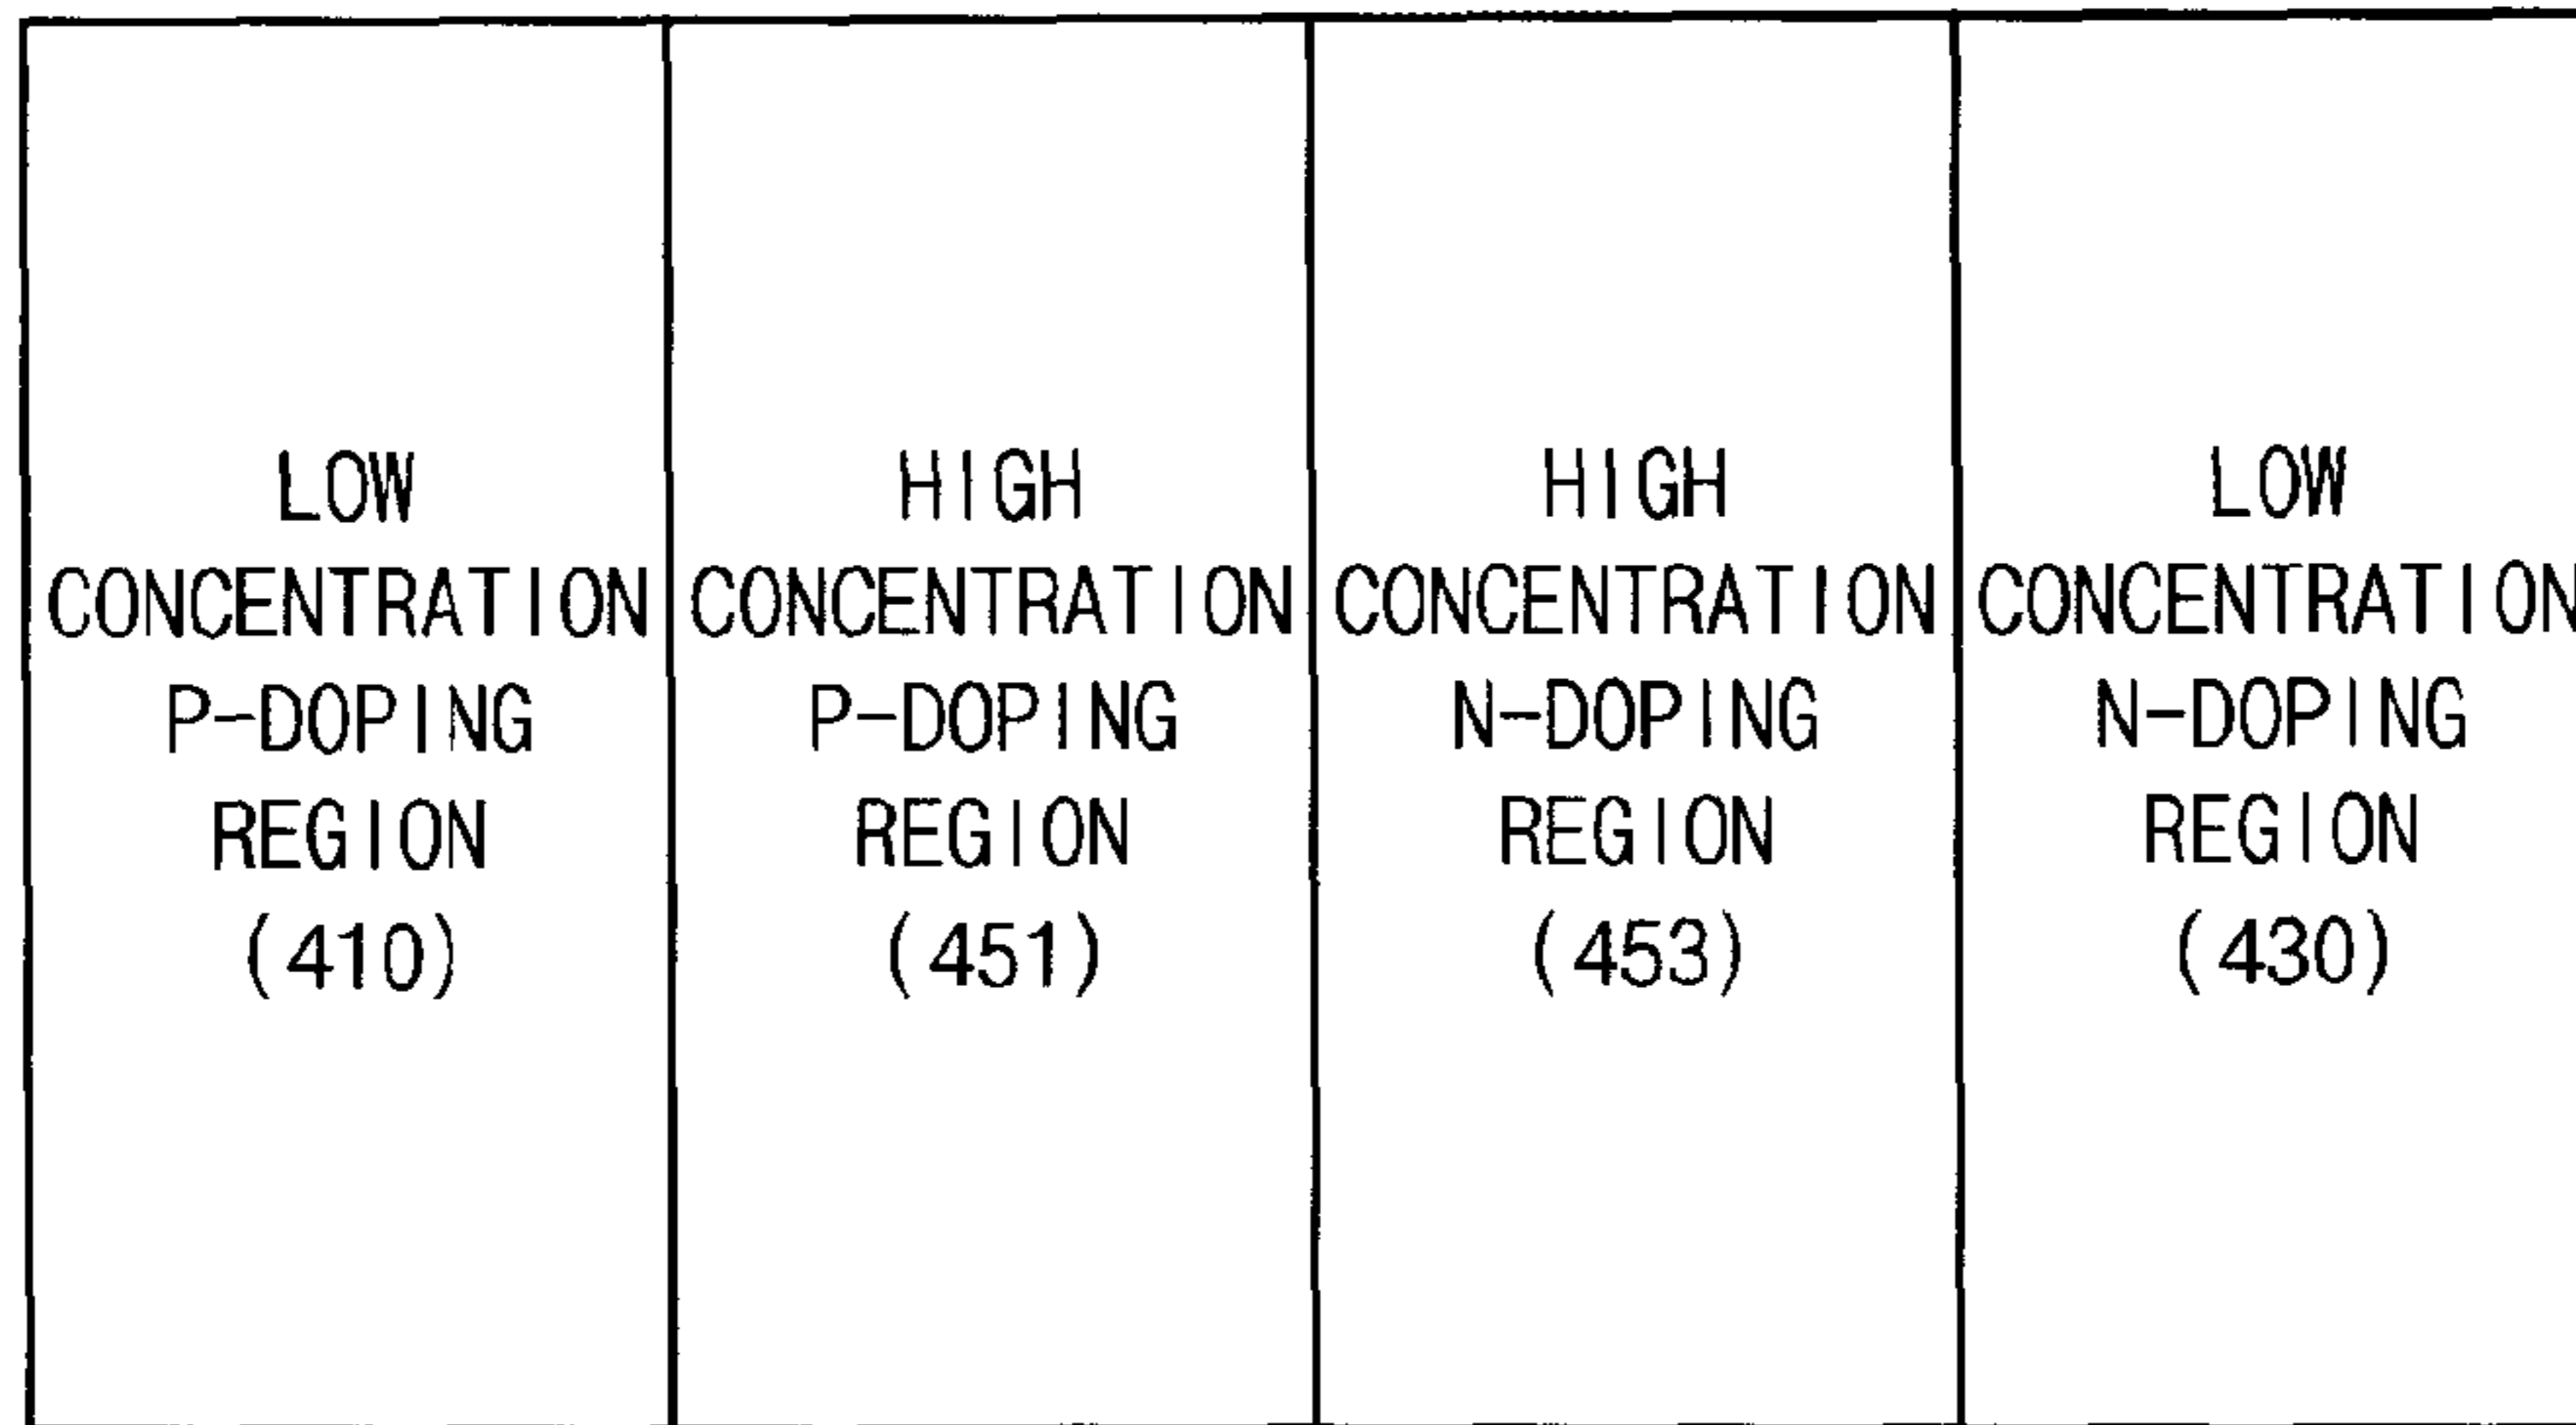 LOW
CONCENTRATION
P-DOPING
REGION
(410)
HIGH
CONCENTRATION
P-DOPING
REGION
(451)
HIGH
CONCENTRATION
N-DOPING
REGION
(453)
LOW
CONCENTRATION
N-DOPING
REGION
(430)